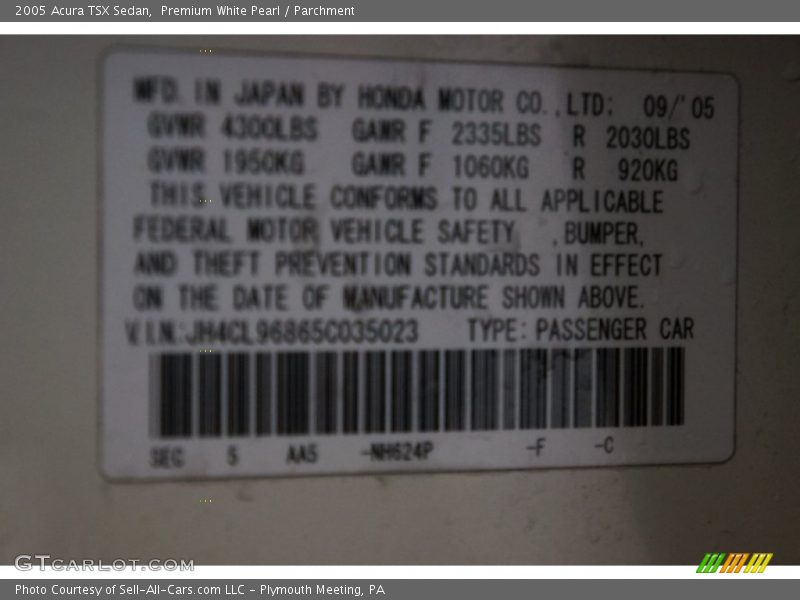 2005 Acura TSX Sedan, Premium White Pearl / Parchment
MFD. IN JAPAN BY HONDA MOTOR CO.,LTD: 09/'05
GVWR 4300LBS GAWR F 2335LBS R 2030LBS
GVWR 1950KG GAWR F 1060KG R 920KG
THIS VEHICLE CONFORMS TO ALL APPLICABLE
FEDERAL MOTOR VEHICLE SAFETY ,BUMPER,
AND THEFT PREVENTION STANDARDS IN EFFECT
ON THE DATE OF MANUFACTURE SHOWN ABOVE.
V.I.N.:JH4CL96865C035023 TYPE:PASSENGER CAR
SEG 5 AA5 -NH624P -F -C
GTCARLOT.COM
Photo Courtesy of Sell-All-Cars.com LLC - Plymouth Meeting, PA